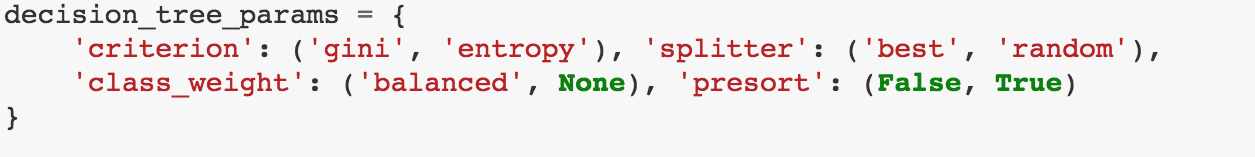 decision_tree_params = {
    'criterion': ('gini', 'entropy'), 'splitter': ('best', 'random'),
    'class_weight': ('balanced', None), 'presort': (False, True)
}